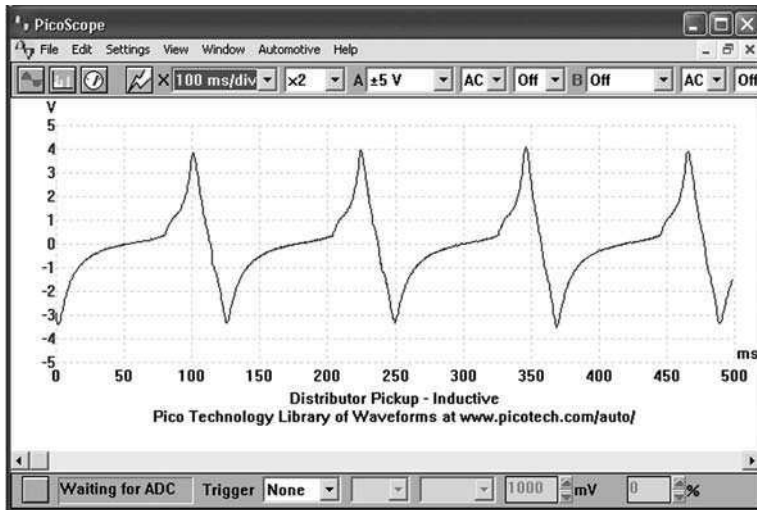 PicoScope
File Edit Settings View Window Automotive Help
X 100 ms/div x2 A ±5 V AC Off B Off AC Off
V
5
4
3
2
1
0
-1
-2
-3
-4
-5
ms
0 50 100 150 200 250 300 350 400 450 500
Distributor Pickup - Inductive
Pico Technology Library of Waveforms at www.picotech.com/auto/
Waiting for ADC Trigger None 1000 mV 0 %